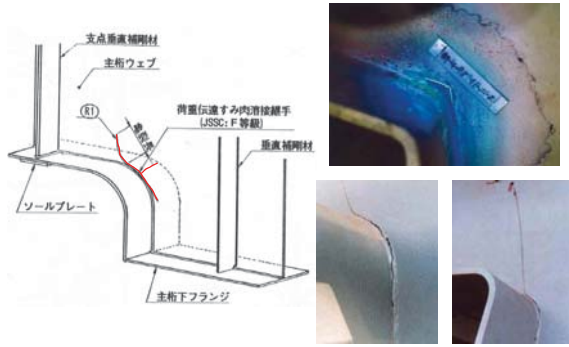 支点垂直補剛材
主桁ウェブ
R1
亀裂長
荷重伝達すみ肉溶接継手
(JSSC：F 等級)
垂直補剛材
ソールプレート
主桁下フランジ